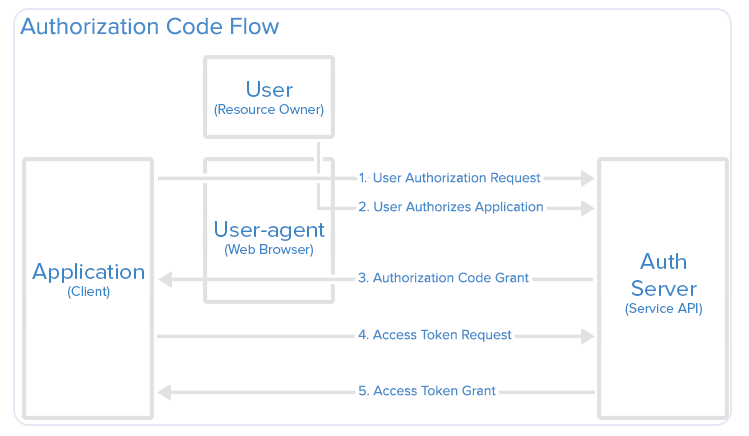 Authorization Code Flow
User
(Resource Owner)
1. User Authorization Request
2. User Authorizes Application
User-agent
(Web Browser)
Application
(Client)
3. Authorization Code Grant
Auth
Server
(Service API)
4. Access Token Request
5. Access Token Grant